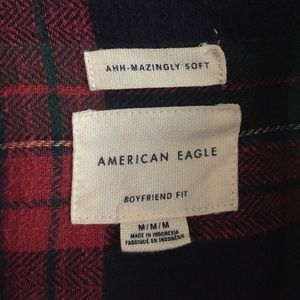 AHH-MAZINGLY SOFT
AMERICAN EAGLE
BOYFRIEND FIT
M/M/M
MADE IN INDONESIA
FABRIQUÉ EN INDONÉSIE